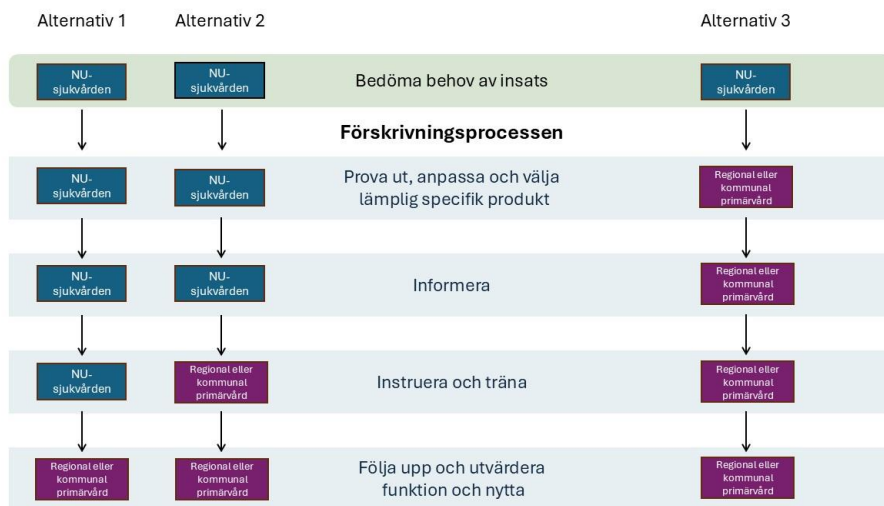 Alternativ 1
Alternativ 2
Alternativ 3
NU-
sjukvården
NU-
sjukvården
Bedöma behov av insats
NU-
sjukvården
Förskrivningsprocessen
NU-
sjukvården
NU-
sjukvården
Prova ut, anpassa och välja
lämplig specifik produkt
Regional eller
kommunal
primärvård
NU-
sjukvården
NU-
sjukvården
Informera
Regional eller
kommunal
primärvård
NU-
sjukvården
Regional eller
kommunal
primärvård
Instruera och träna
Regional eller
kommunal
primärvård
Regional eller
kommunal
primärvård
Regional eller
kommunal
primärvård
Följa upp och utvärdera
funktion och nytta
Regional eller
kommunal
primärvård